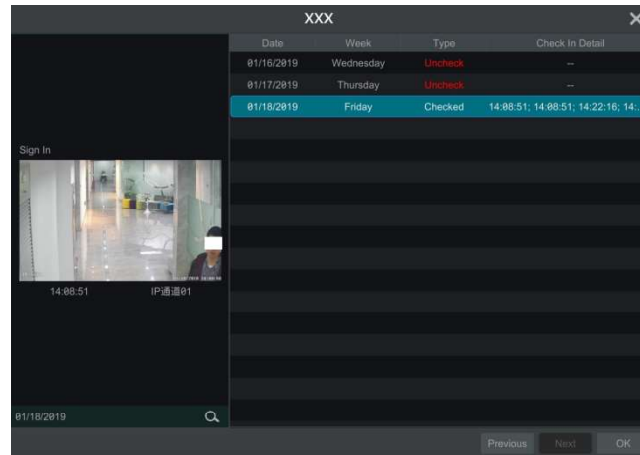 XXX
Date Week Type Check In Detail
01/16/2019 Wednesday Uncheck --
01/17/2019 Thursday Uncheck --
01/18/2019 Friday Checked 14:08:51; 14:08:51; 14:22:16; 14:..
Sign In
14:08:51 IP通道01
01/18/2019
Previous Next OK